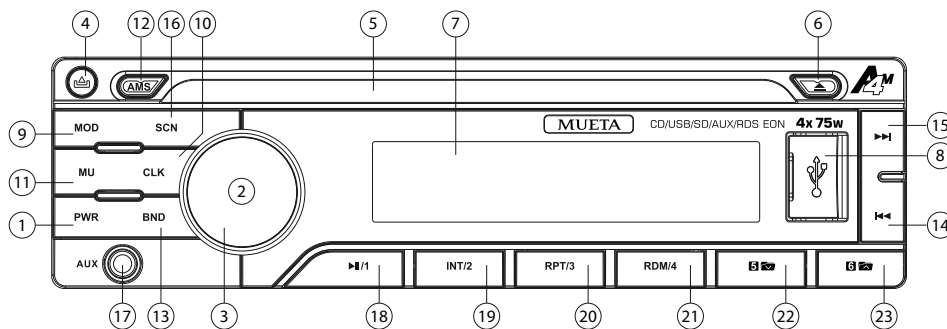 4 12 16 10 5 7 6
AMS
A4M
9 MOD SCN MUETA CD/USB/SD/AUX/RDS EON 4x 75W 15
11 MU CLK 2 8
1 PWR BND 14
AUX
▶II/1 INT/2 RPT/3 RDM/4 5 6
17 13 3 18 19 20 21 22 23